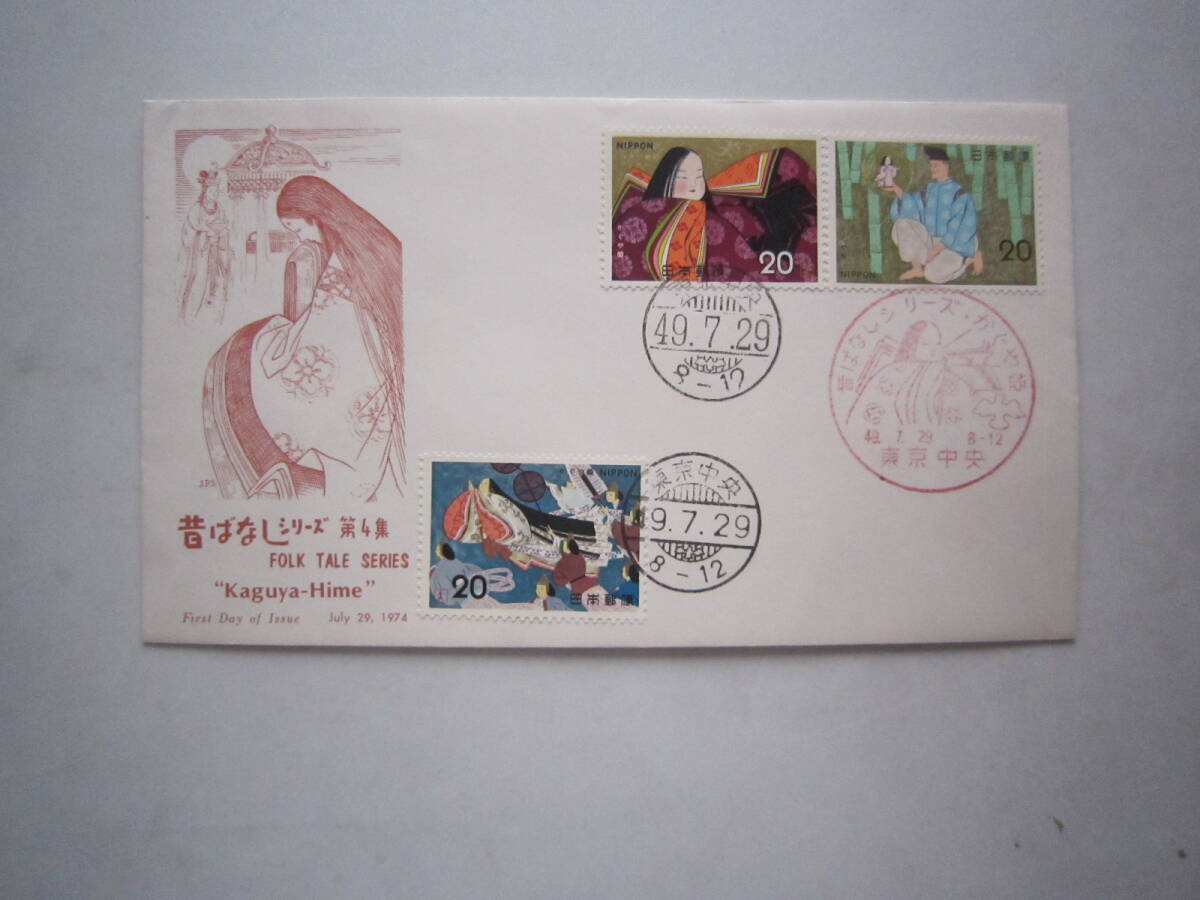 NIPPON
日本郵便
20
日本郵便
20
NIPPON
49.7.29
8-12
昔ばなしシリーズ・かぐや姫
49. 7. 29 8-12
東京中央
JPS
昔ばなしシリーズ 第4集
FOLK TALE SERIES
"Kaguya-Hime"
First Day of Issue July 29, 1974
NIPPON
20
日本郵便
東京中央
9.7.29
8-12